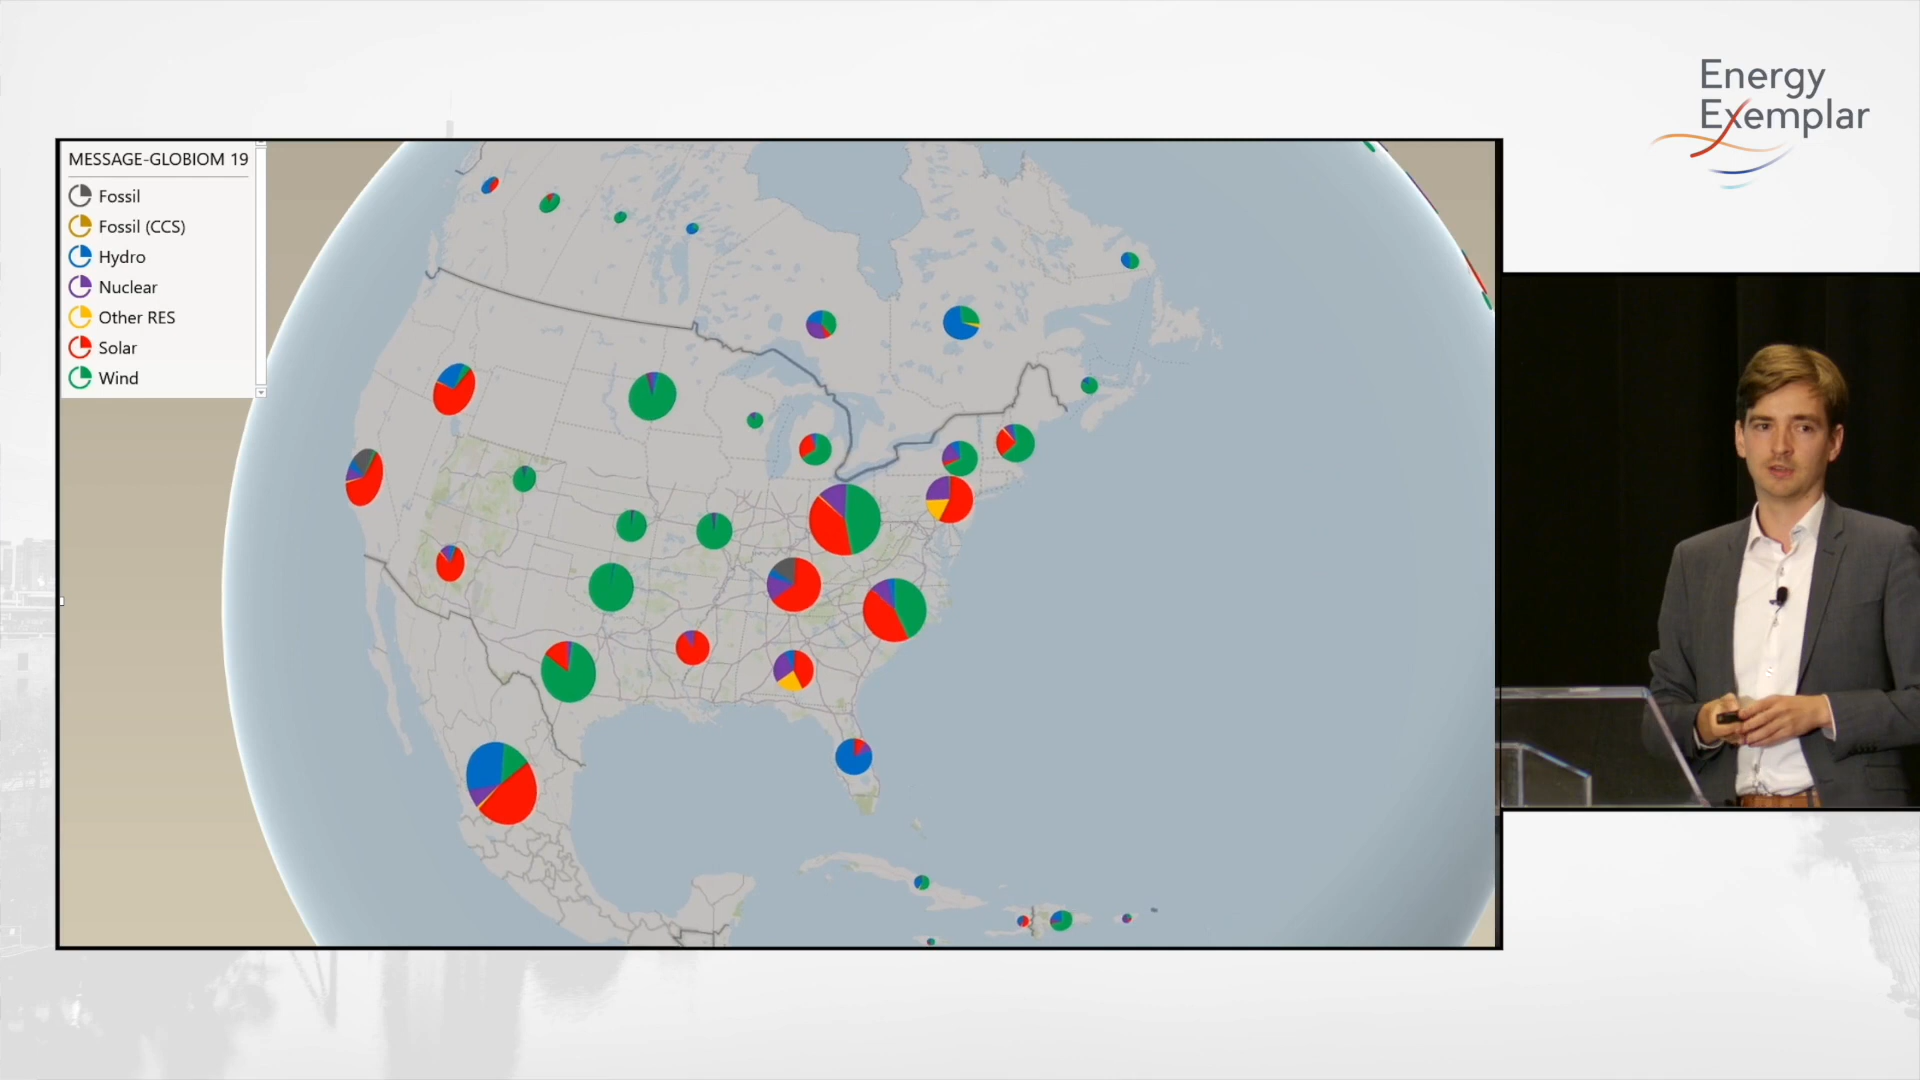 Energy
Exemplar
MESSAGE-GLOBIOM 19
Fossil
Fossil (CCS)
Hydro
Nuclear
Other RES
Solar
Wind